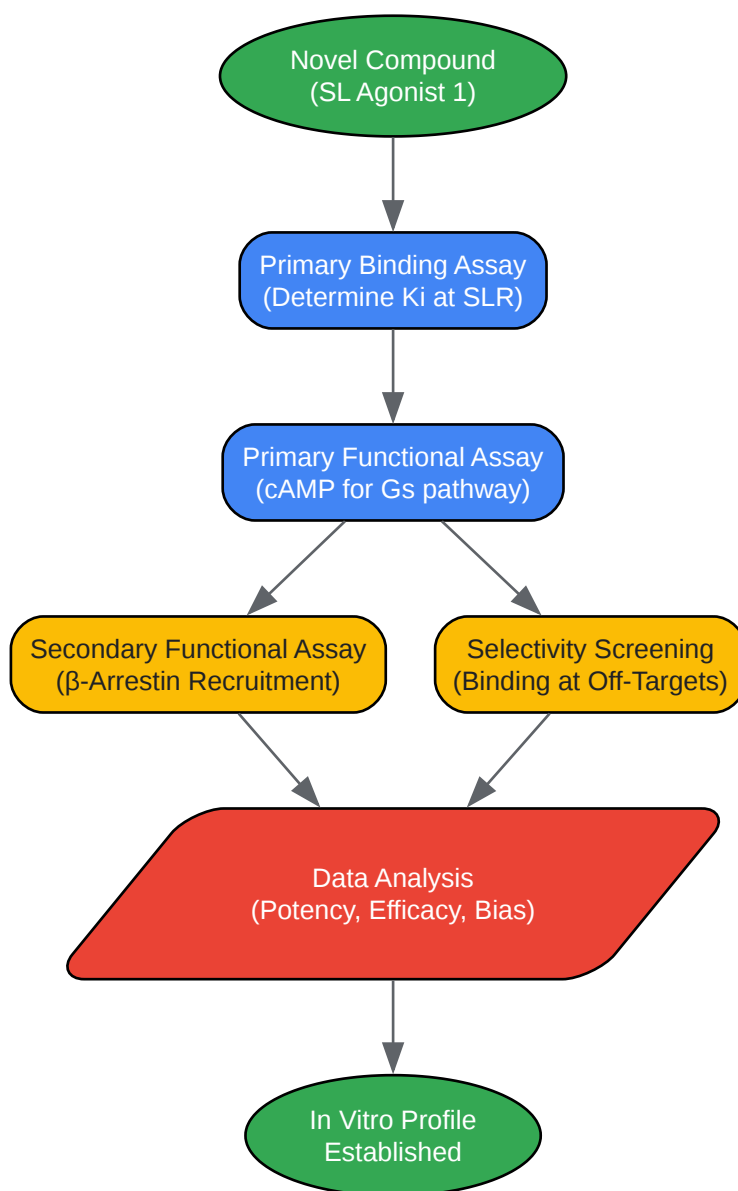 Novel Compound
(SL Agonist 1)
Primary Binding Assay
(Determine Ki at SLR)
Primary Functional Assay
(cAMP for Gs pathway)
Secondary Functional Assay
(β-Arrestin Recruitment)
Selectivity Screening
(Binding at Off-Targets)
Data Analysis
(Potency, Efficacy, Bias)
In Vitro Profile
Established